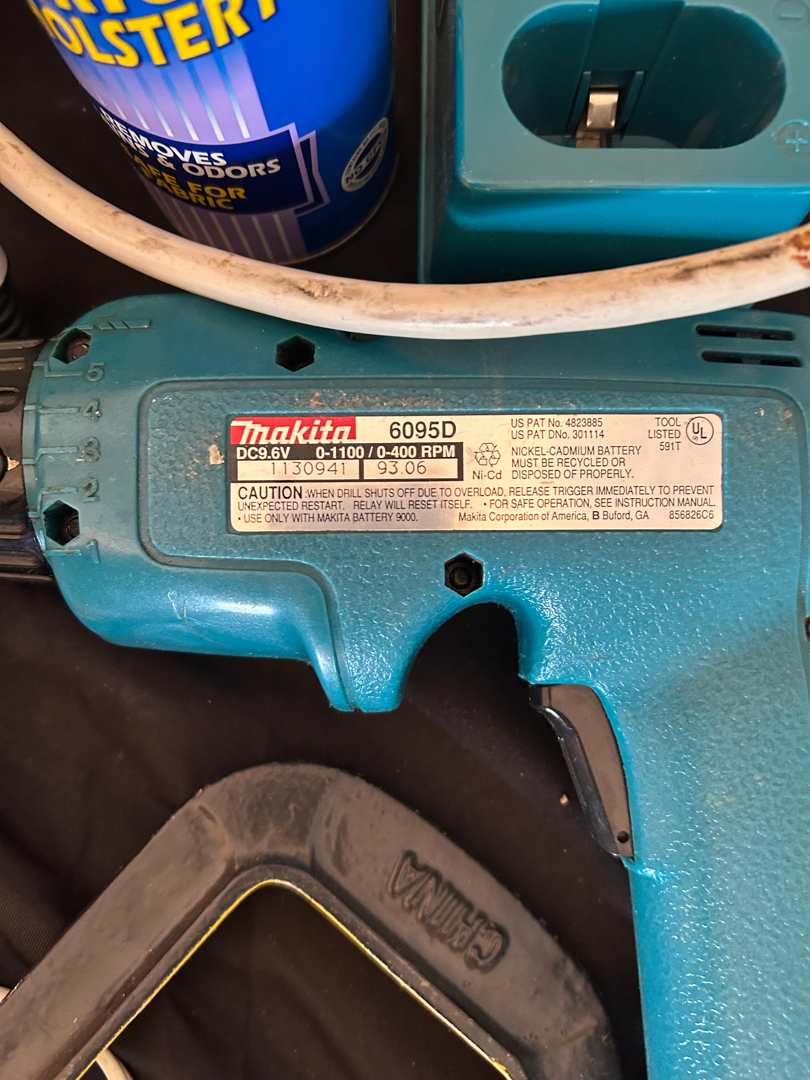 OLSTERY
REMOVES
& ODORS
FOR
FABRIC
5
4
3
2
1
makita 6095D
DC9.6V 0-1100 / 0-400 RPM
1130941 93.06
Ni-Cd
US PAT No. 4823885
US PAT DNo. 301114
NICKEL-CADMIUM BATTERY
MUST BE RECYCLED OR
DISPOSED OF PROPERLY.
TOOL
LISTED
591T
UL
CAUTION :WHEN DRILL SHUTS OFF DUE TO OVERLOAD, RELEASE TRIGGER IMMEDIATELY TO PREVENT
UNEXPECTED RESTART. RELAY WILL RESET ITSELF. • FOR SAFE OPERATION, SEE INSTRUCTION MANUAL.
• USE ONLY WITH MAKITA BATTERY 9000. Makita Corporation of America, B Buford, GA 856826C6
CHINA